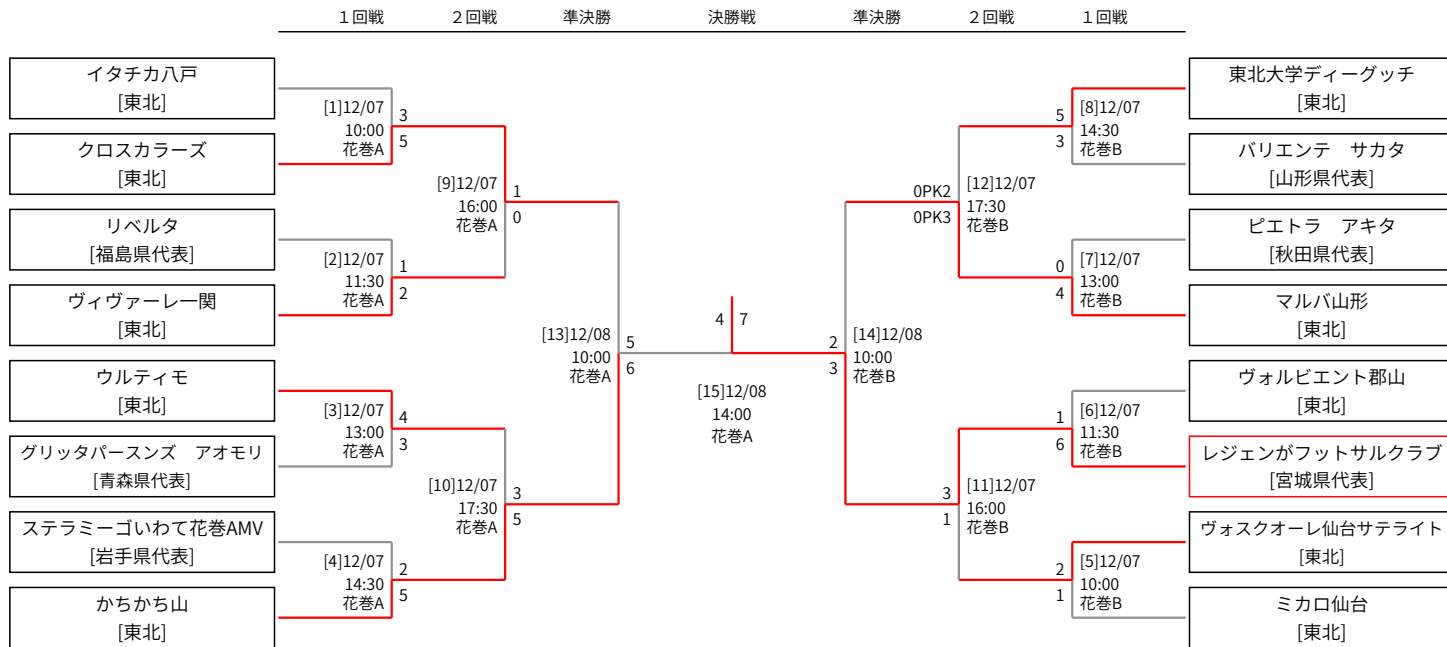 １回戦
２回戦
準決勝
決勝戦
準決勝
２回戦
１回戦
イタチカ八戸
[東北]
クロスカラーズ
[東北]
リベルタ
[福島県代表]
ヴィヴァーレ一関
[東北]
ウルティモ
[東北]
グリッタパースンズ　アオモリ
[青森県代表]
ステラミーゴいわて花巻AMV
[岩手県代表]
かちかち山
[東北]
[1]12/07
10:00
花巻A
3
5
[2]12/07
11:30
花巻A
1
2
[3]12/07
13:00
花巻A
4
3
[4]12/07
14:30
花巻A
2
5
[9]12/07
16:00
花巻A
1
0
[10]12/07
17:30
花巻A
3
5
[13]12/08
10:00
花巻A
5
6
4
7
[15]12/08
14:00
花巻A
2
3
[14]12/08
10:00
花巻B
0PK2
0PK3
[12]12/07
17:30
花巻B
3
1
[11]12/07
16:00
花巻B
5
3
[8]12/07
14:30
花巻B
0
4
[7]12/07
13:00
花巻B
1
6
[6]12/07
11:30
花巻B
2
1
[5]12/07
10:00
花巻B
東北大学ディーグッチ
[東北]
バリエンテ　サカタ
[山形県代表]
ピエトラ　アキタ
[秋田県代表]
マルバ山形
[東北]
ヴォルビエント郡山
[東北]
レジェンがフットサルクラブ
[宮城県代表]
ヴォスクオーレ仙台サテライト
[東北]
ミカロ仙台
[東北]